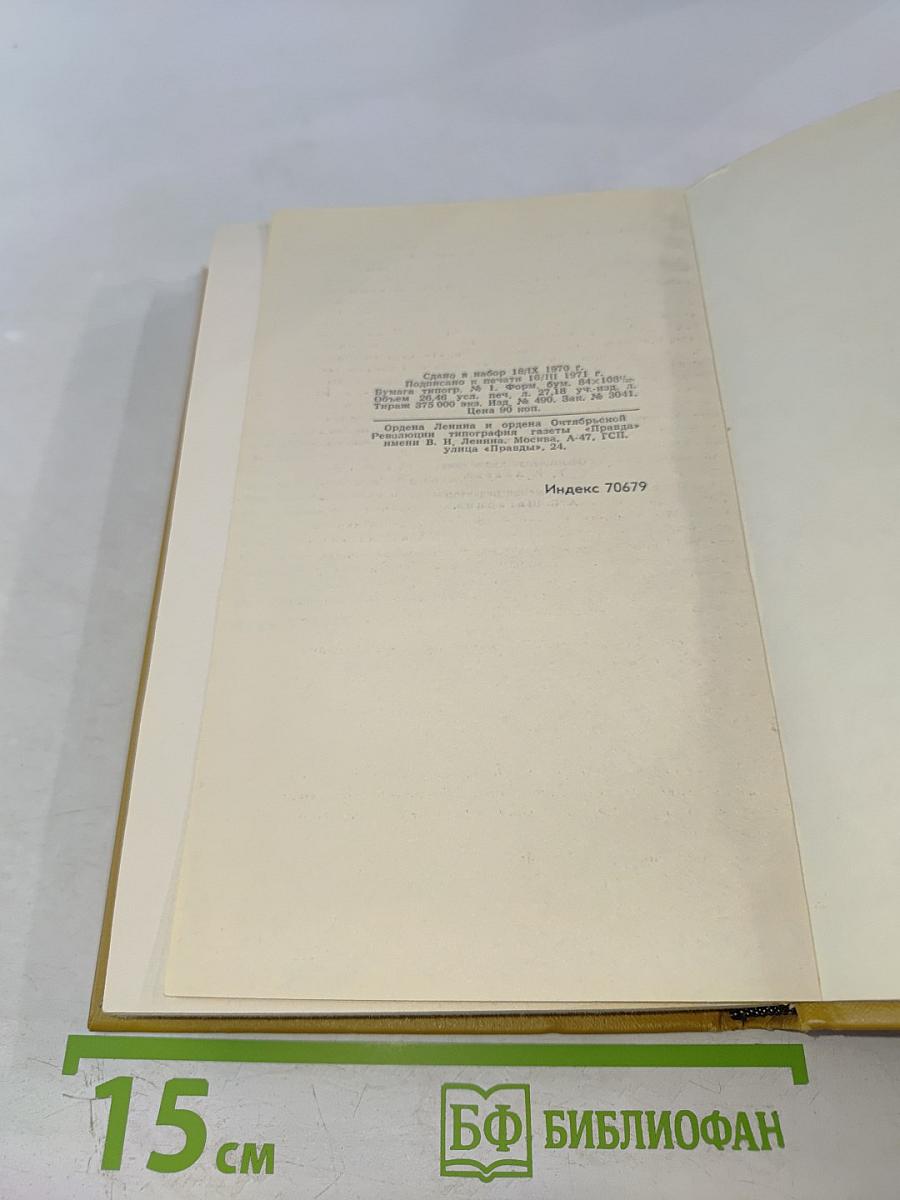 Сдано в набор 18/IX 1970 г.
Подписано к печати 16/III 1971 г.
Бумага типогр. № 1. Форм. бум. 84×108¹/₃₂.
Объем 26,46 усл. печ. л. 27,18 уч.-изд. л.
Тираж 375 000 экз. Изд. № 490. Зак. № 3041.
Цена 90 коп.
Ордена Ленина и ордена Октябрьской
Революции типография газеты «Правда»
имени В. И. Ленина. Москва, А-47, ГСП,
улица «Правды», 24.
Индекс 70679
15 см
БФ БИБЛИОФАН